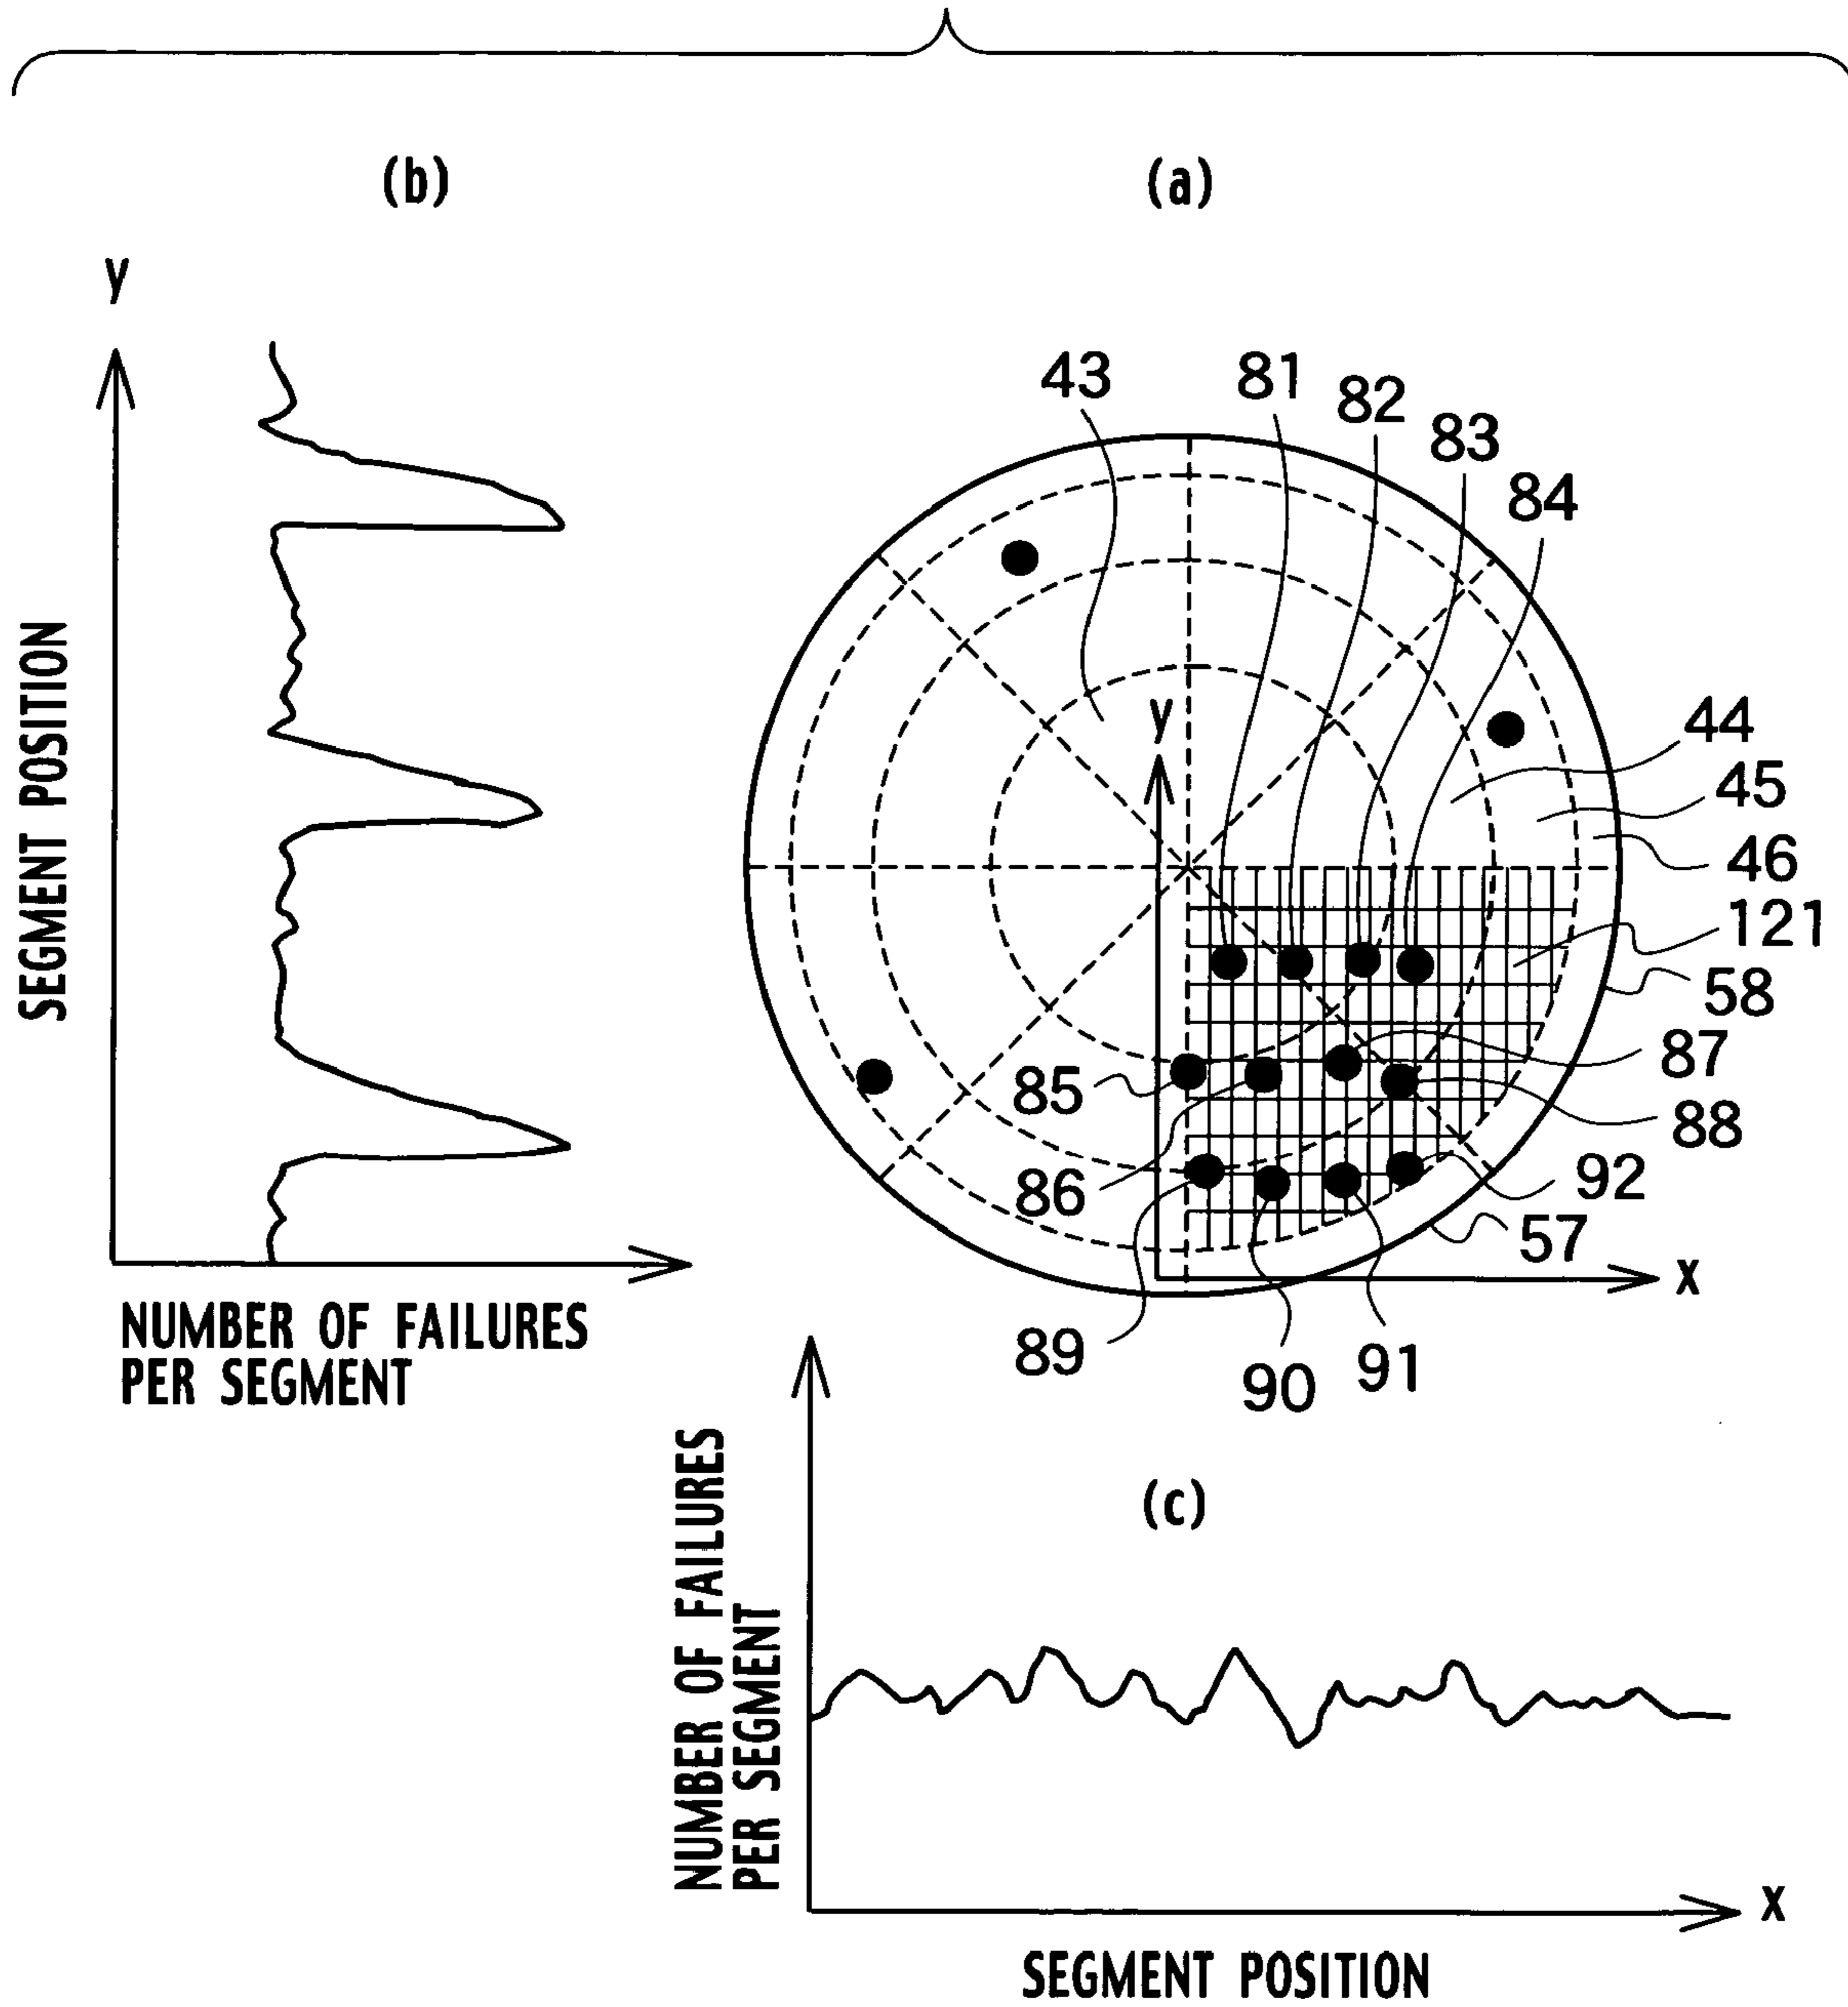 (b)
(a)
y
SEGMENT POSITION
NUMBER OF FAILURES
PER SEGMENT
43
81
82
83
84
y
44
45
46
121
58
87
88
92
57
x
85
86
89
90
91
(c)
NUMBER OF FAILURES
PER SEGMENT
x
SEGMENT POSITION